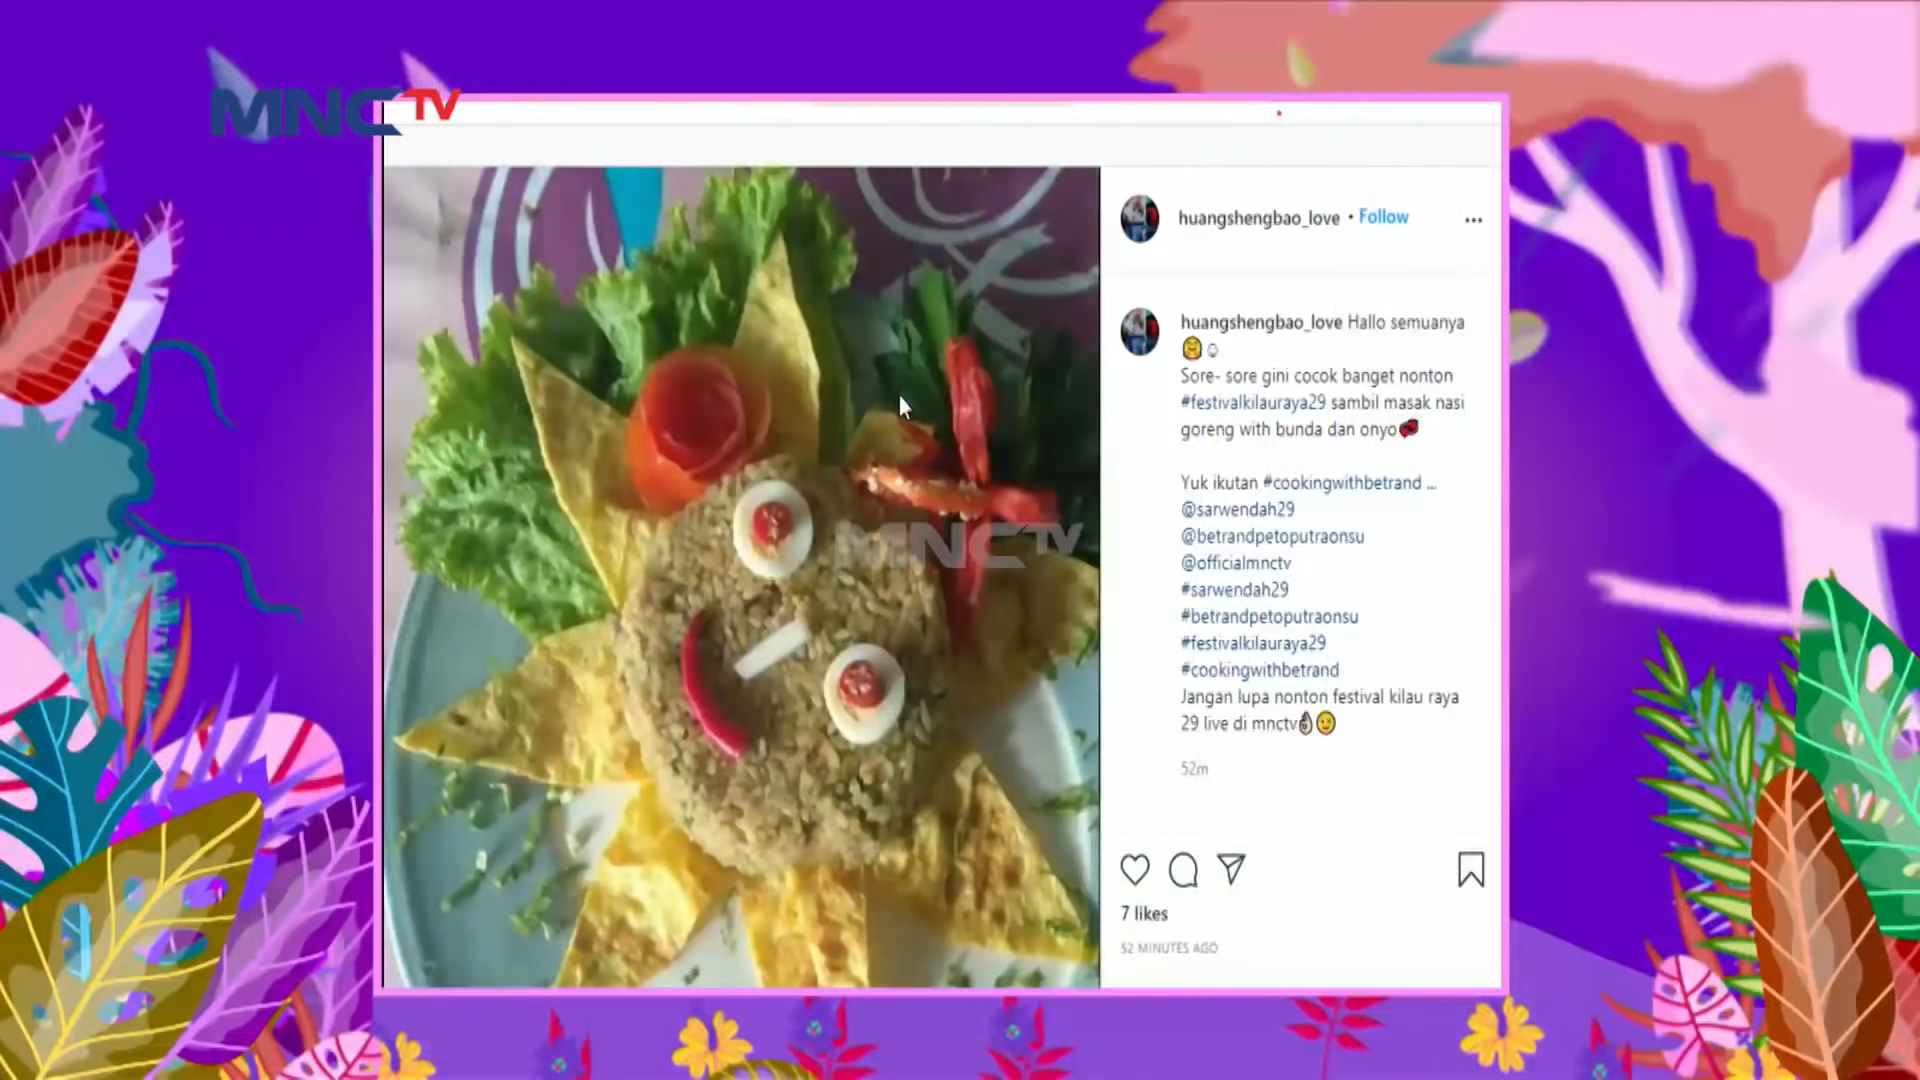 MNCTV
huangshengbao_love • Follow
huangshengbao_love Hallo semuanya
🤗☺
Sore- sore gini cocok banget nonton
#festivalkilauraya29 sambil masak nasi
goreng with bunda dan onyo
Yuk ikutan #cookingwithbetrand ...
@sarwendah29
@betrandpetoputraonsu
@officialmnctv
#sarwendah29
#betrandpetoputraonsu
#festivalkilauraya29
#cookingwithbetrand
Jangan lupa nonton festival kilau raya
29 live di mnctv👌😉
52m
7 likes
52 MINUTES AGO
MNCTV